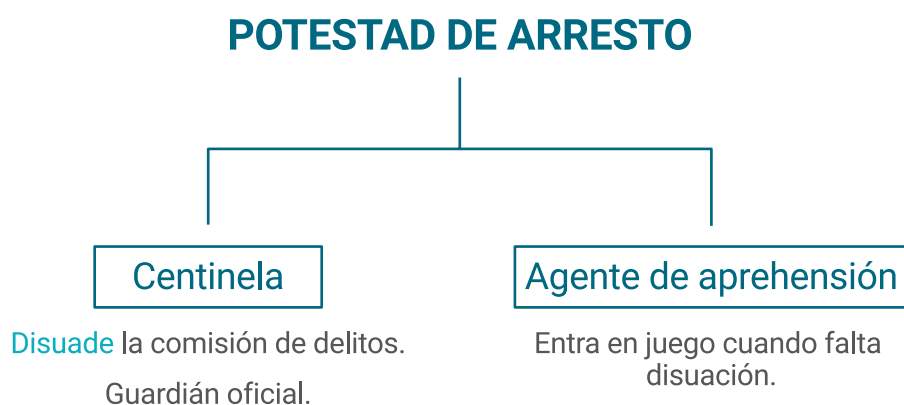 POTESTAD DE ARRESTO
Centinela
Disuade la comisión de delitos.
Guardián oficial.
Agente de aprehensión
Entra en juego cuando falta
disuación.